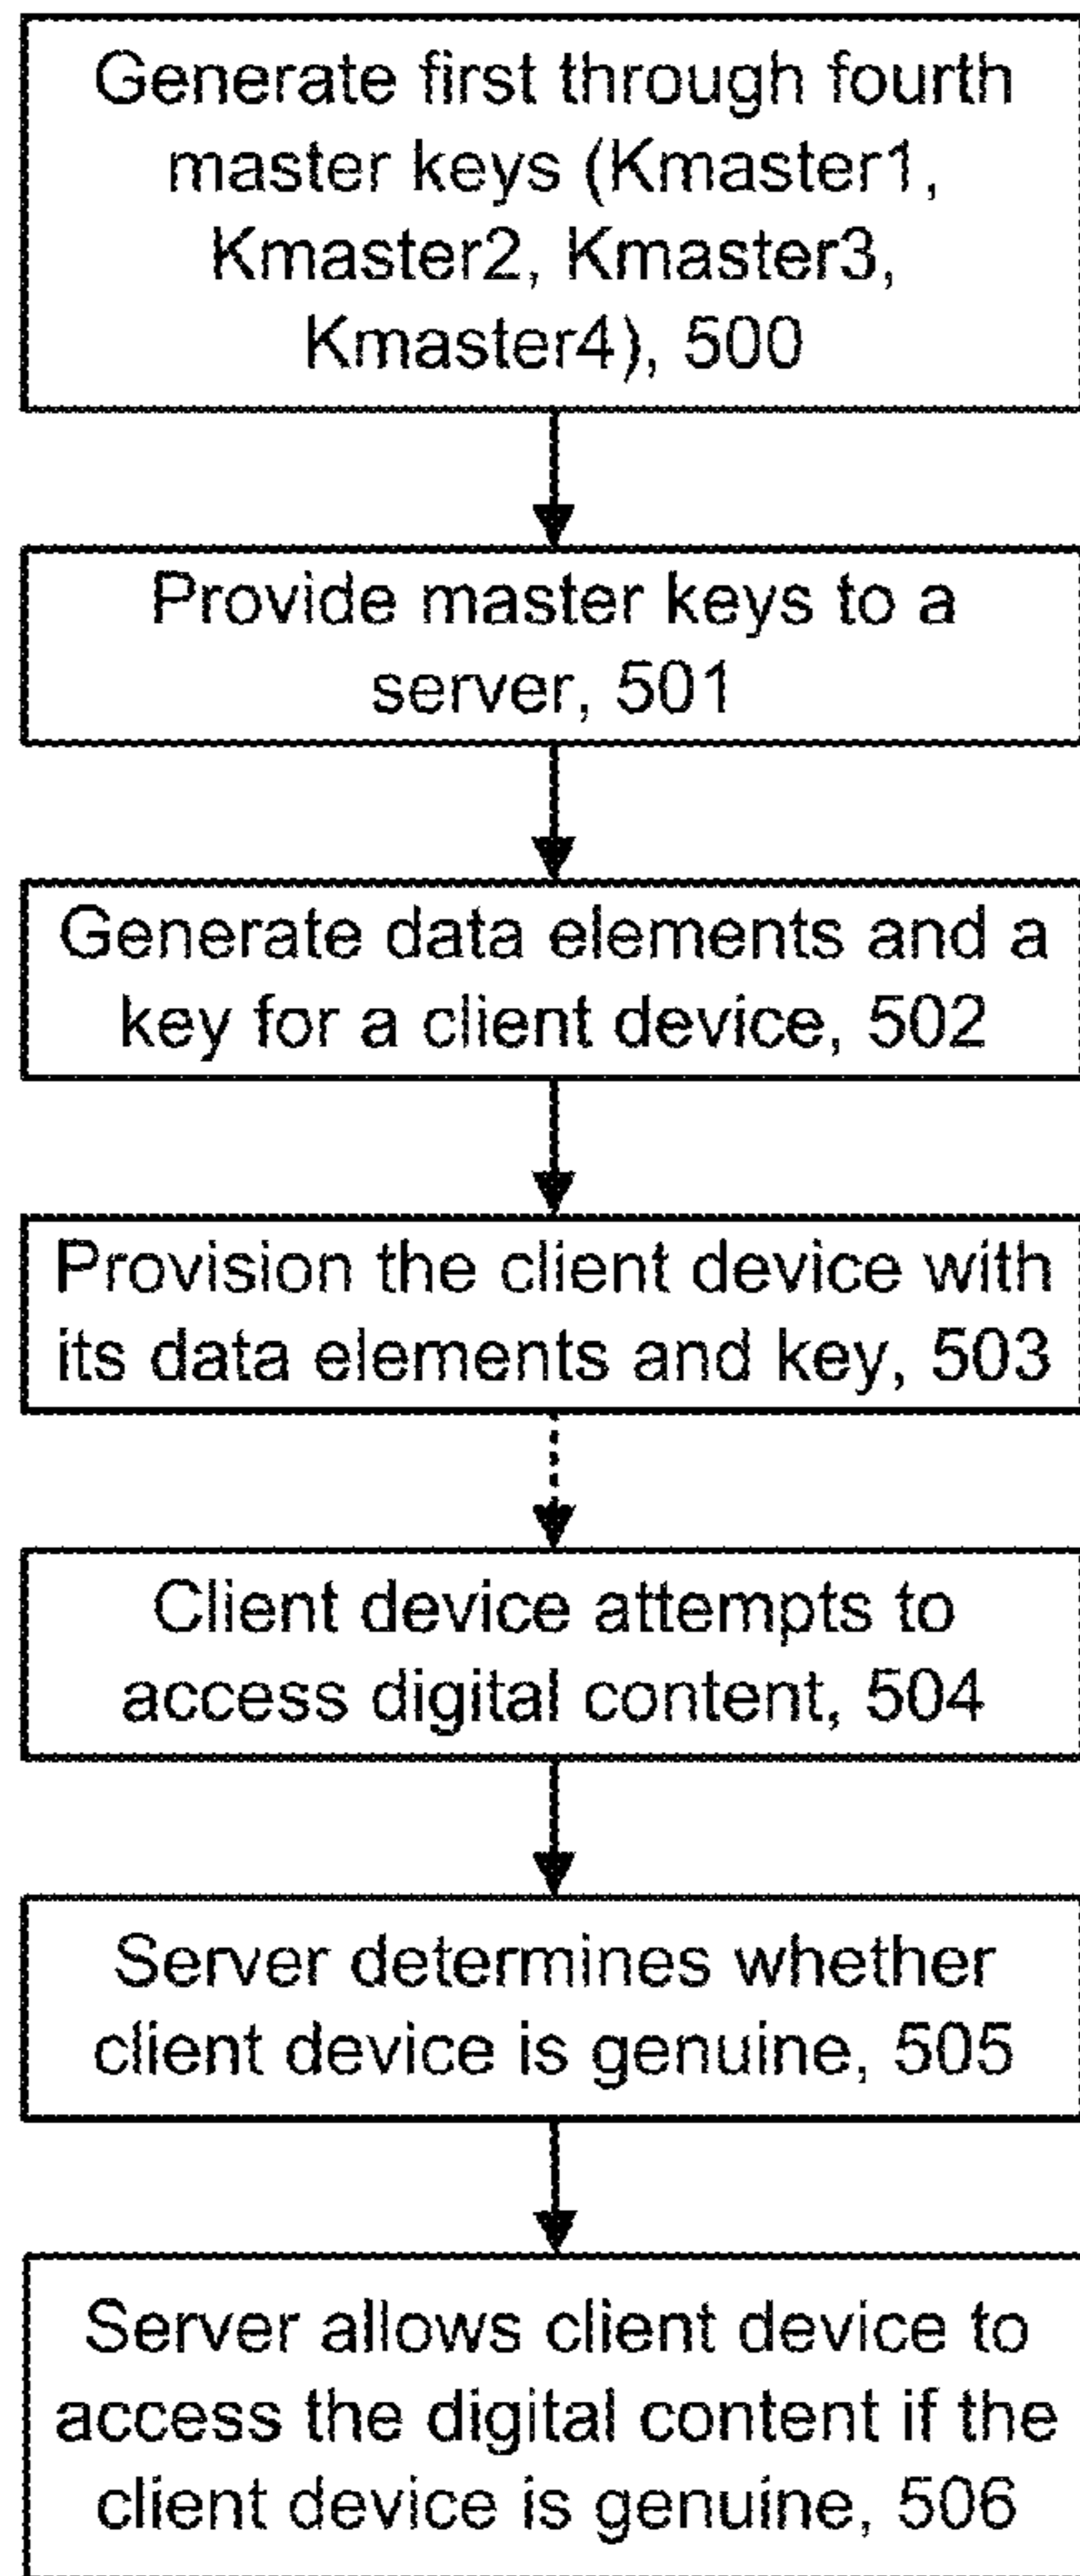 Generate first through fourth
master keys (Kmaster1,
Kmaster2, Kmaster3,
Kmaster4), 500
Provide master keys to a
server, 501
Generate data elements and a
key for a client device, 502
Provision the client device with
its data elements and key, 503
Client device attempts to
access digital content, 504
Server determines whether
client device is genuine, 505
Server allows client device to
access the digital content if the
client device is genuine, 506